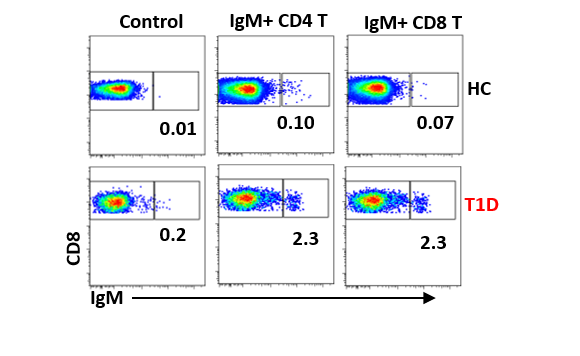 Control
IgM+ CD4 T
IgM+ CD8 T
HC
0.01
0.10
0.07
T1D
0.2
2.3
2.3
CD8
IgM